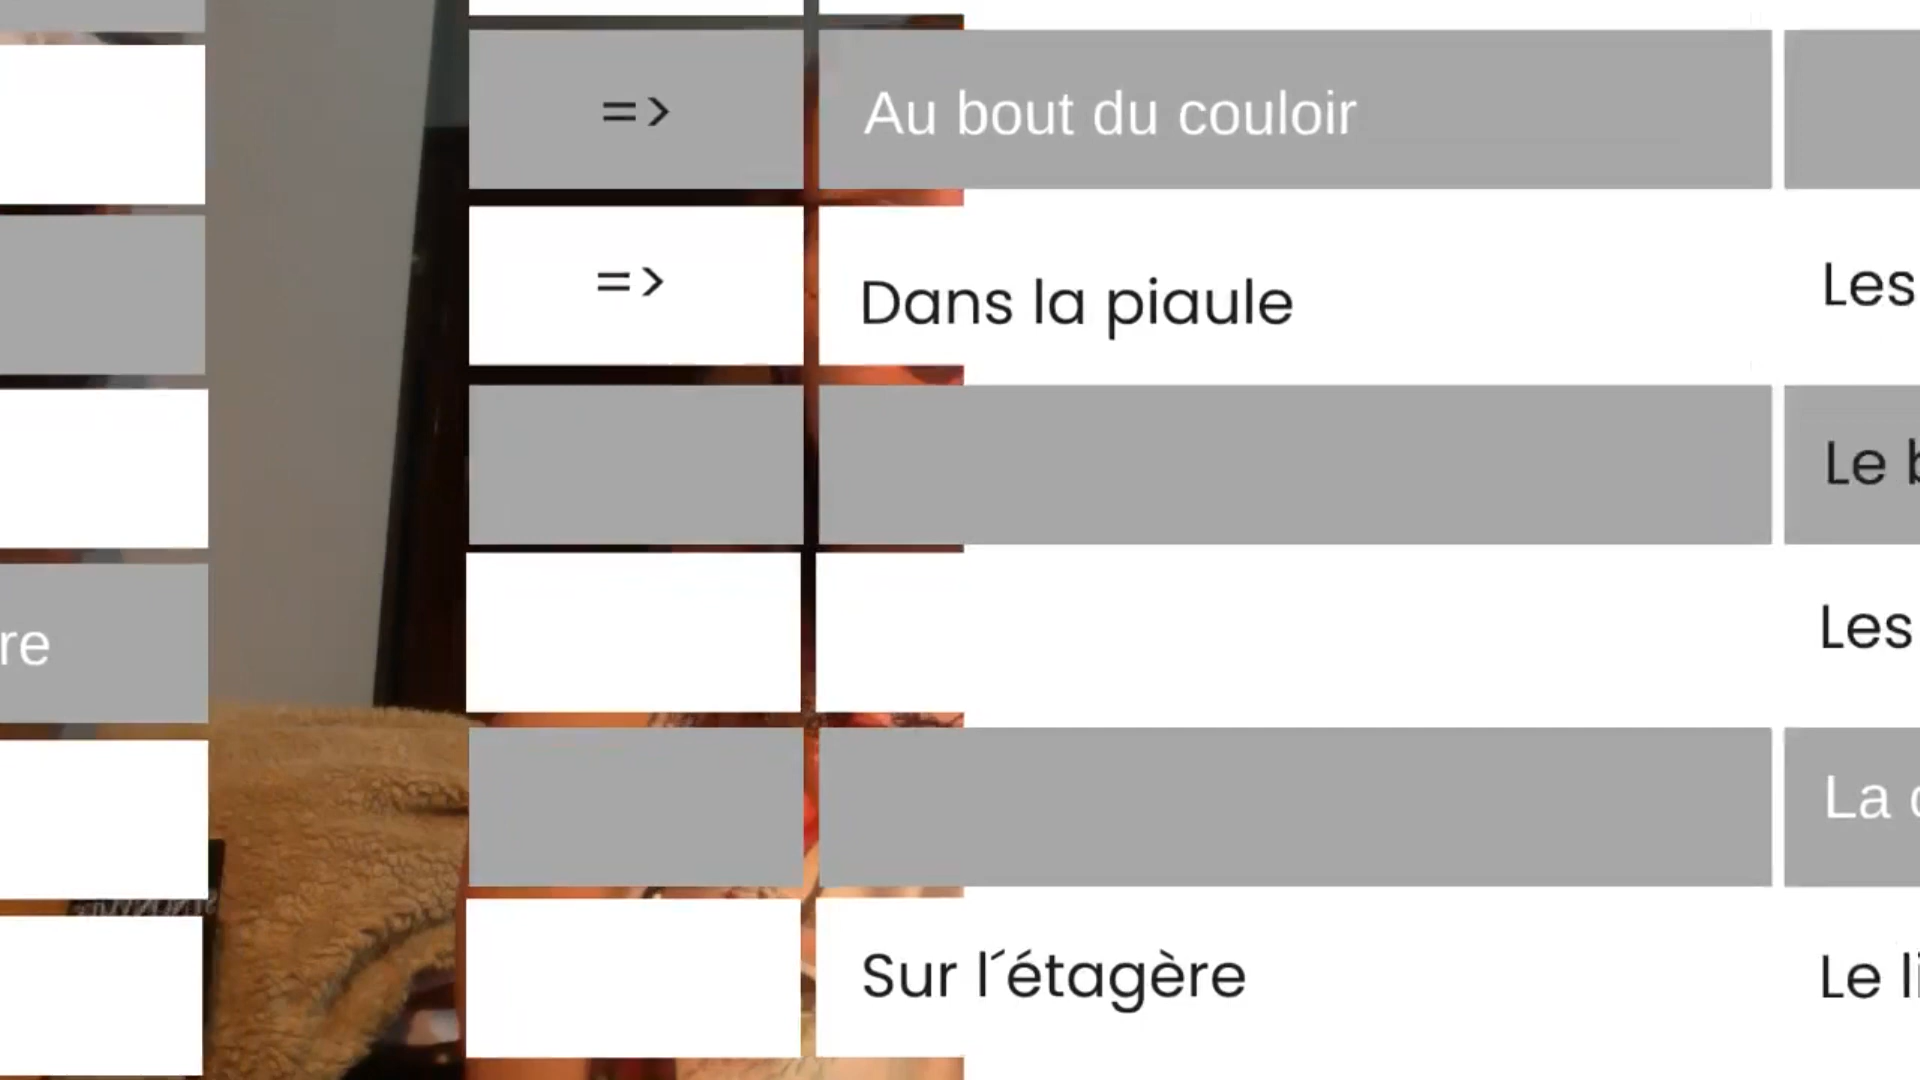 => Au bout du couloir
=> Dans la piaule Les
Le
re
Les
La
Sur l´étagère Le